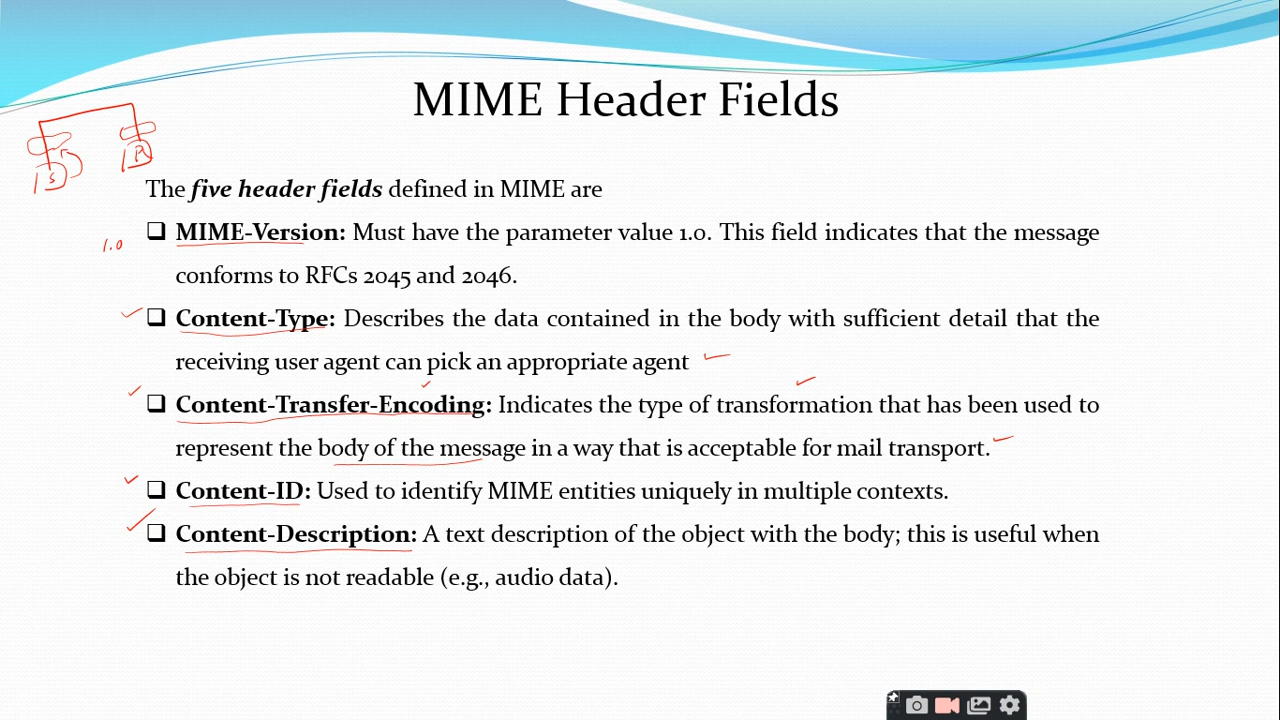 MIME Header Fields
S
R
The five header fields defined in MIME are
MIME-Version: Must have the parameter value 1.0. This field indicates that the message
1.0
conforms to RFCs 2045 and 2046.
Content-Type: Describes the data contained in the body with sufficient detail that the
receiving user agent can pick an appropriate agent
Content-Transfer-Encoding: Indicates the type of transformation that has been used to
represent the body of the message in a way that is acceptable for mail transport.
Content-ID: Used to identify MIME entities uniquely in multiple contexts.
Content-Description: A text description of the object with the body; this is useful when
the object is not readable (e.g., audio data).